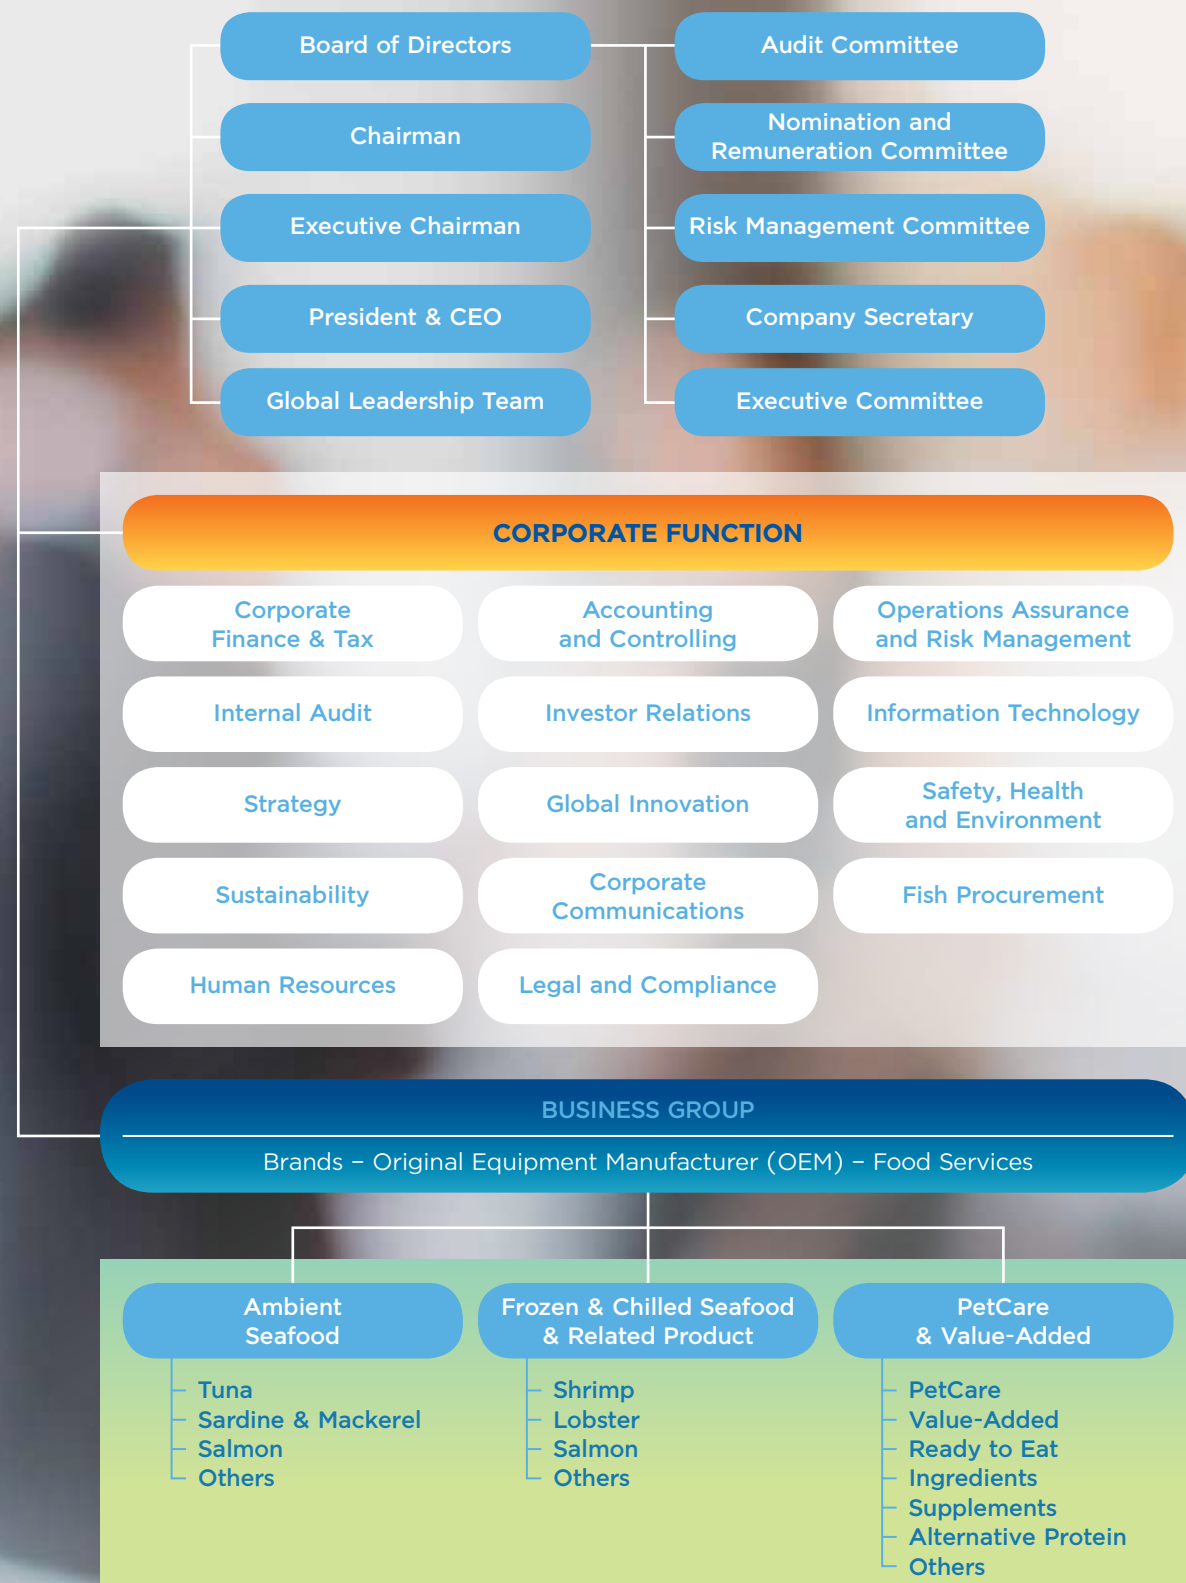 Board of Directors
Audit Committee
Chairman
Nomination and
Remuneration Committee
Executive Chairman
Risk Management Committee
President & CEO
Company Secretary
Global Leadership Team
Executive Committee
CORPORATE FUNCTION
Corporate
Finance & Tax
Accounting
and Controlling
Operations Assurance
and Risk Management
Internal Audit
Investor Relations
Information Technology
Strategy
Global Innovation
Safety, Health
and Environment
Sustainability
Corporate
Communications
Fish Procurement
Human Resources
Legal and Compliance
BUSINESS GROUP
Brands – Original Equipment Manufacturer (OEM) – Food Services
Ambient
Seafood
Tuna
Sardine & Mackerel
Salmon
Others
Frozen & Chilled Seafood
& Related Product
Shrimp
Lobster
Salmon
Others
PetCare
& Value-Added
PetCare
Value-Added
Ready to Eat
Ingredients
Supplements
Alternative Protein
Others